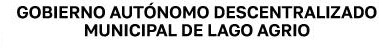 GOBIERNO AUTÓNOMO DESCENTRALIZADO
MUNICIPAL DE LAGO AGRIO